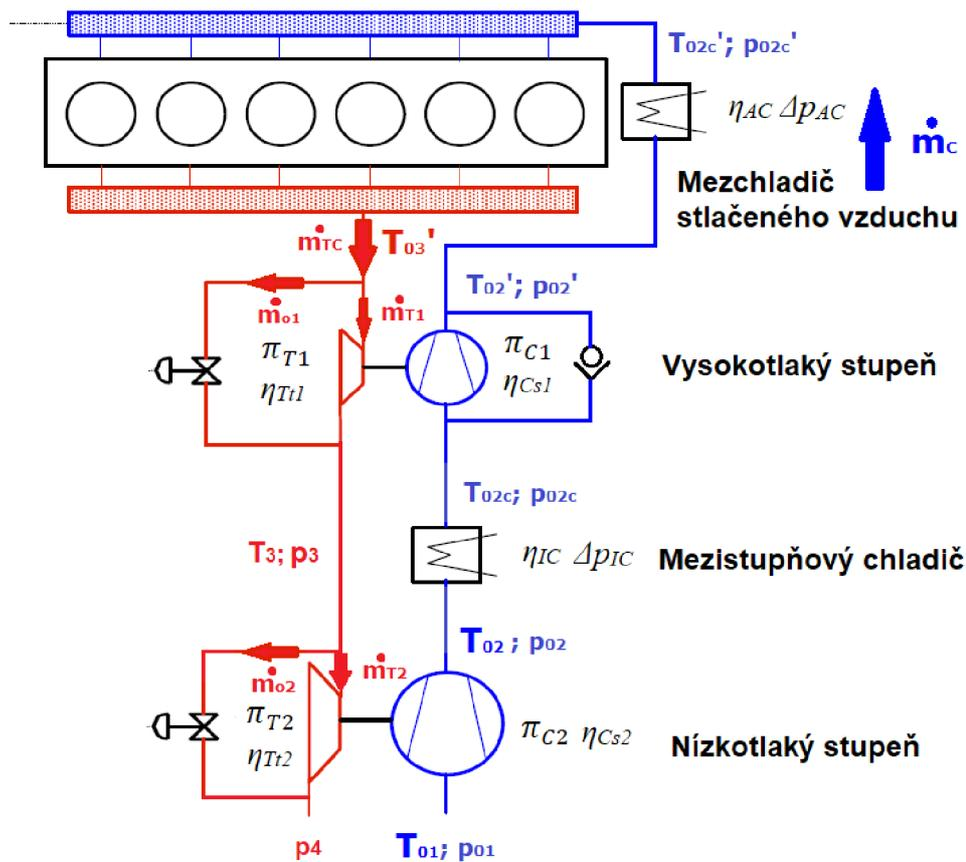 T02c'; p02c'
ηAC ΔpAC
ṁC
Mezchladič
stlačeného vzduchu
ṁTC T03'
T02'; p02'
ṁo1 ṁT1
πT1
ηTt1
πC1
ηCs1
Vysokotlaký stupeň
T02c; p02c
T3; p3
ηIC ΔpIC
Mezistupňový chladič
T02 ; p02
ṁo2 ṁT2
πT2
ηTt2
πC2 ηCs2
Nízkotlaký stupeň
p4
T01; p01